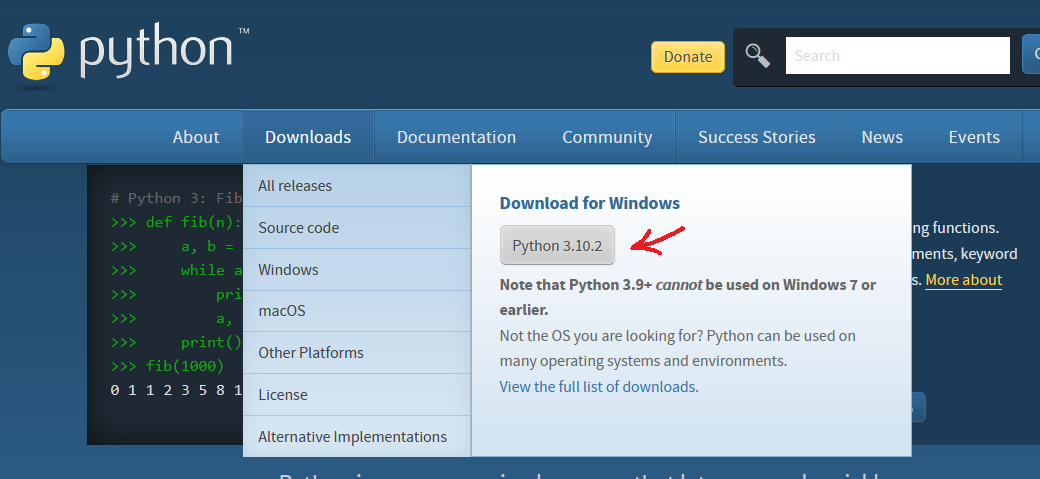 python™
Donate
Search
About
Downloads
Documentation
Community
Success Stories
News
Events
All releases
Source code
Windows
macOS
Other Platforms
License
Alternative Implementations
Download for Windows
Python 3.10.2
Note that Python 3.9+ cannot be used on Windows 7 or
earlier.
Not the OS you are looking for? Python can be used on
many operating systems and environments.
View the full list of downloads.
# Python 3: Fib
>>> def fib(n):
>>> a, b =
>>> while a
>>> pri
>>> a,
>>> print()
>>> fib(1000)
0 1 1 2 3 5 8 1
ng functions.
ments, keyword
s. More about